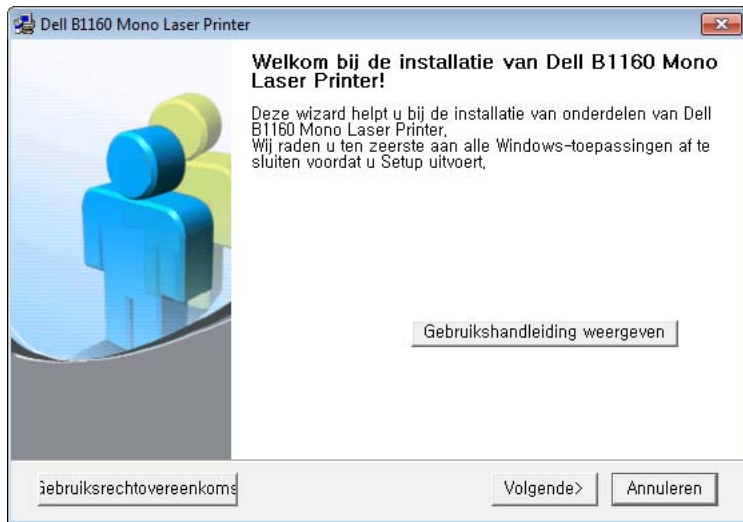 Dell B1160 Mono Laser Printer
Welkom bij de installatie van Dell B1160 Mono
Laser Printer!
Deze wizard helpt u bij de installatie van onderdelen van Dell
B1160 Mono Laser Printer,
Wij raden u ten zeerste aan alle Windows-toepassingen af te
sluiten voordat u Setup uitvoert,
Gebruikshandleiding weergeven
Gebruiksrechtovereenkoms
Volgende>
Annuleren